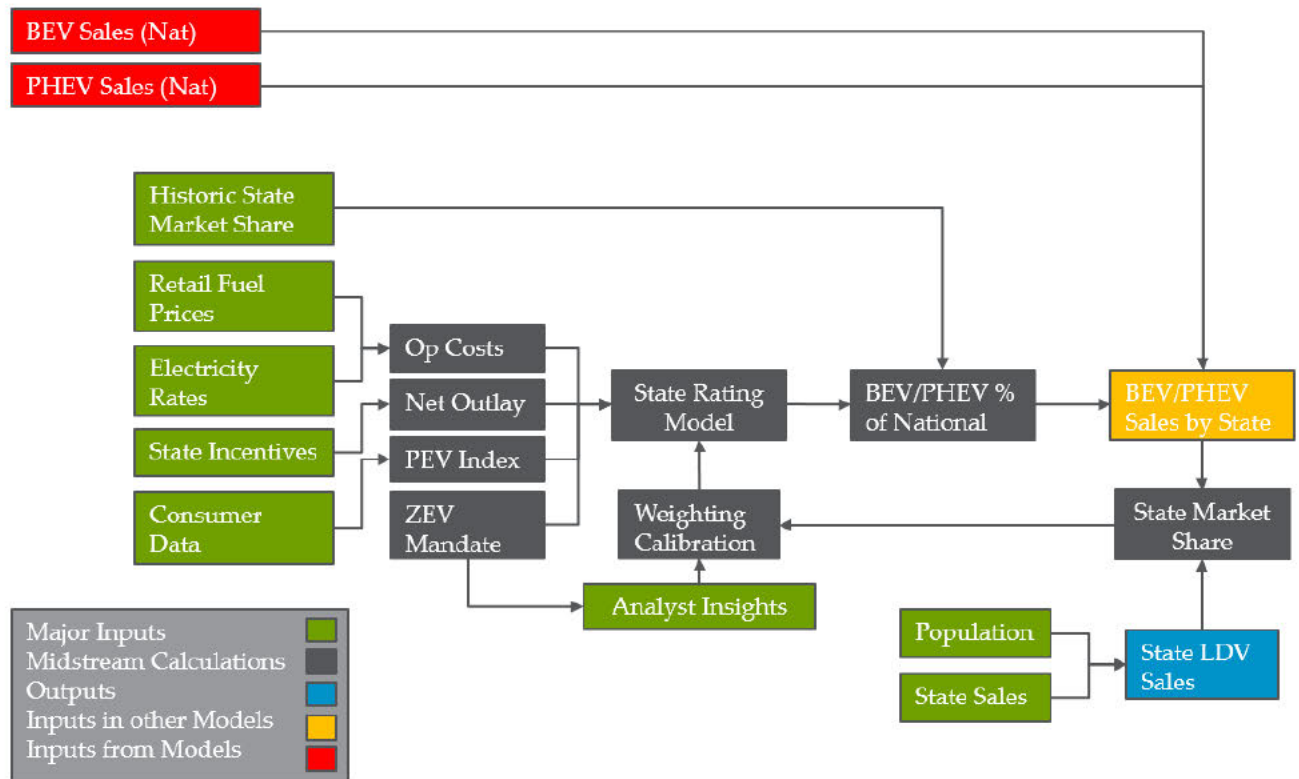 BEV Sales (Nat)
PHEV Sales (Nat)
Historic State
Market Share
Retail Fuel
Prices
Electricity
Rates
State Incentives
Consumer
Data
Op Costs
Net Outlay
PEV Index
ZEV
Mandate
State Rating
Model
Weighting
Calibration
Analyst Insights
BEV/PHEV %
of National
BEV/PHEV
Sales by State
State Market
Share
Population
State Sales
State LDV
Sales
Major Inputs
Midstream Calculations
Outputs
Inputs in other Models
Inputs from Models